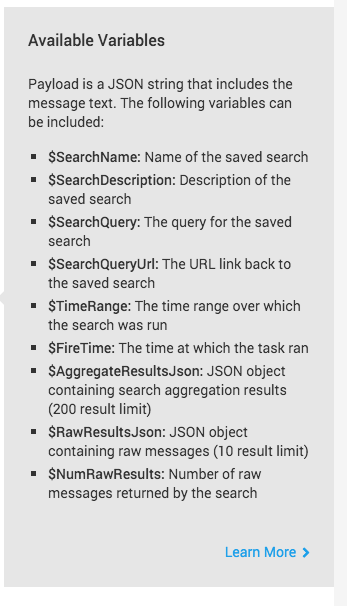 Available Variables
Payload is a JSON string that includes the
message text. The following variables can
be included:
▪ $SearchName: Name of the saved search
▪ $SearchDescription: Description of the
saved search
▪ $SearchQuery: The query for the saved
search
▪ $SearchQueryUrl: The URL link back to
the saved search
▪ $TimeRange: The time range over which
the search was run
▪ $FireTime: The time at which the task ran
▪ $AggregateResultsJson: JSON object
containing search aggregation results
(200 result limit)
▪ $RawResultsJson: JSON object
containing raw messages (10 result limit)
▪ $NumRawResults: Number of raw
messages returned by the search
Learn More >